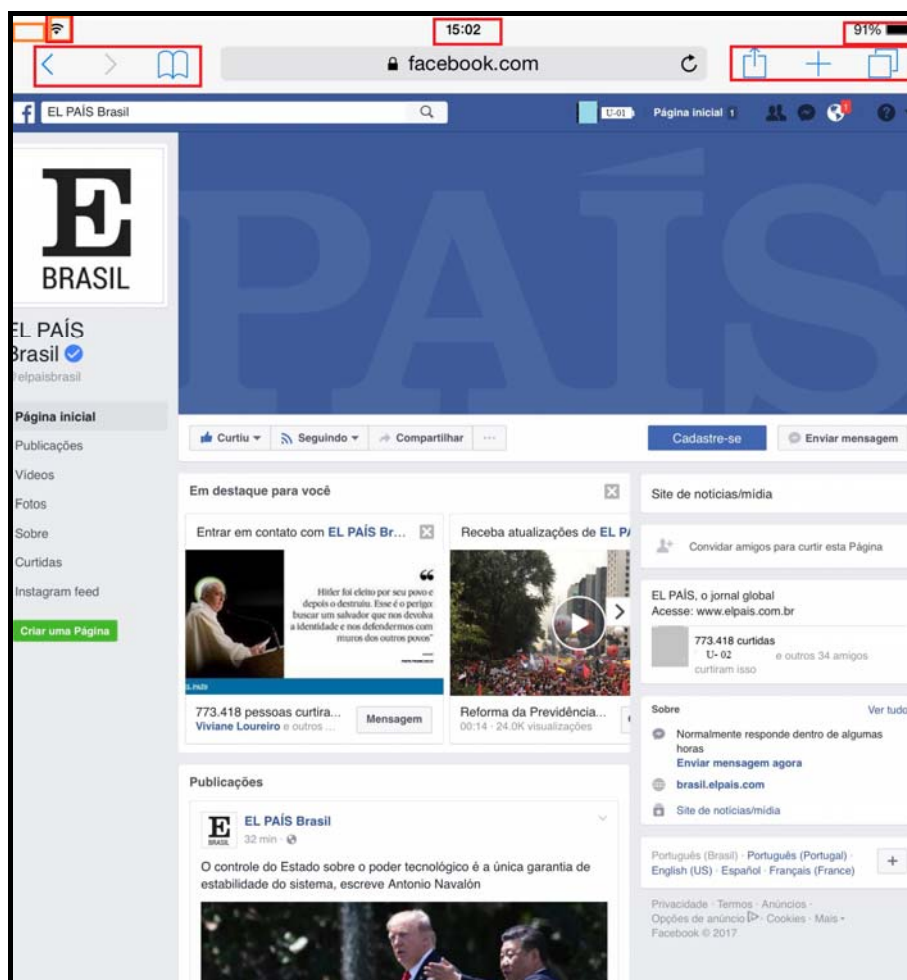 15:02
91%
facebook.com
f
EL PAÍS Brasil
U-01
Página inicial 1
1
?
E
BRASIL
PAÍS
EL PAÍS
Brasil
@elpaisbrasil
Página inicial
Publicações
Vídeos
Fotos
Sobre
Curtidas
Instagram feed
Criar uma Página
Curtiu
Seguindo
Compartilhar
...
Cadastre-se
Enviar mensagem
Em destaque para você
Entrar em contato com EL PAÍS Br...
“
Hitler foi eleito por seu povo e
depois o destruiu. Esse é o perigo:
buscar um salvador que nos devolva
a identidade e nos defendermos com
muros dos outros povos"
PAPA FRANCISCO
EL PAÍS
773.418 pessoas curtira...
Viviane Loureiro e outros ...
Mensagem
Receba atualizações de EL PA
Reforma da Previdência...
00:14 · 24.0K visualizações
Publicações
E
BRASIL
EL PAÍS Brasil
32 min ·
O controle do Estado sobre o poder tecnológico é a única garantia de
estabilidade do sistema, escreve Antonio Navalón
Site de notícias/mídia
Convidar amigos para curtir esta Página
EL PAÍS, o jornal global
Acesse: www.elpais.com.br
773.418 curtidas
U- 02 e outros 34 amigos
curtiram isso
Sobre
Ver tudo
Normalmente responde dentro de algumas
horas
Enviar mensagem agora
brasil.elpais.com
Site de notícias/mídia
Português (Brasil) · Português (Portugal) ·
English (US) · Español · Français (France)
+
Privacidade · Termos · Anúncios ·
Opções de anúncio · Cookies · Mais
Facebook © 2017